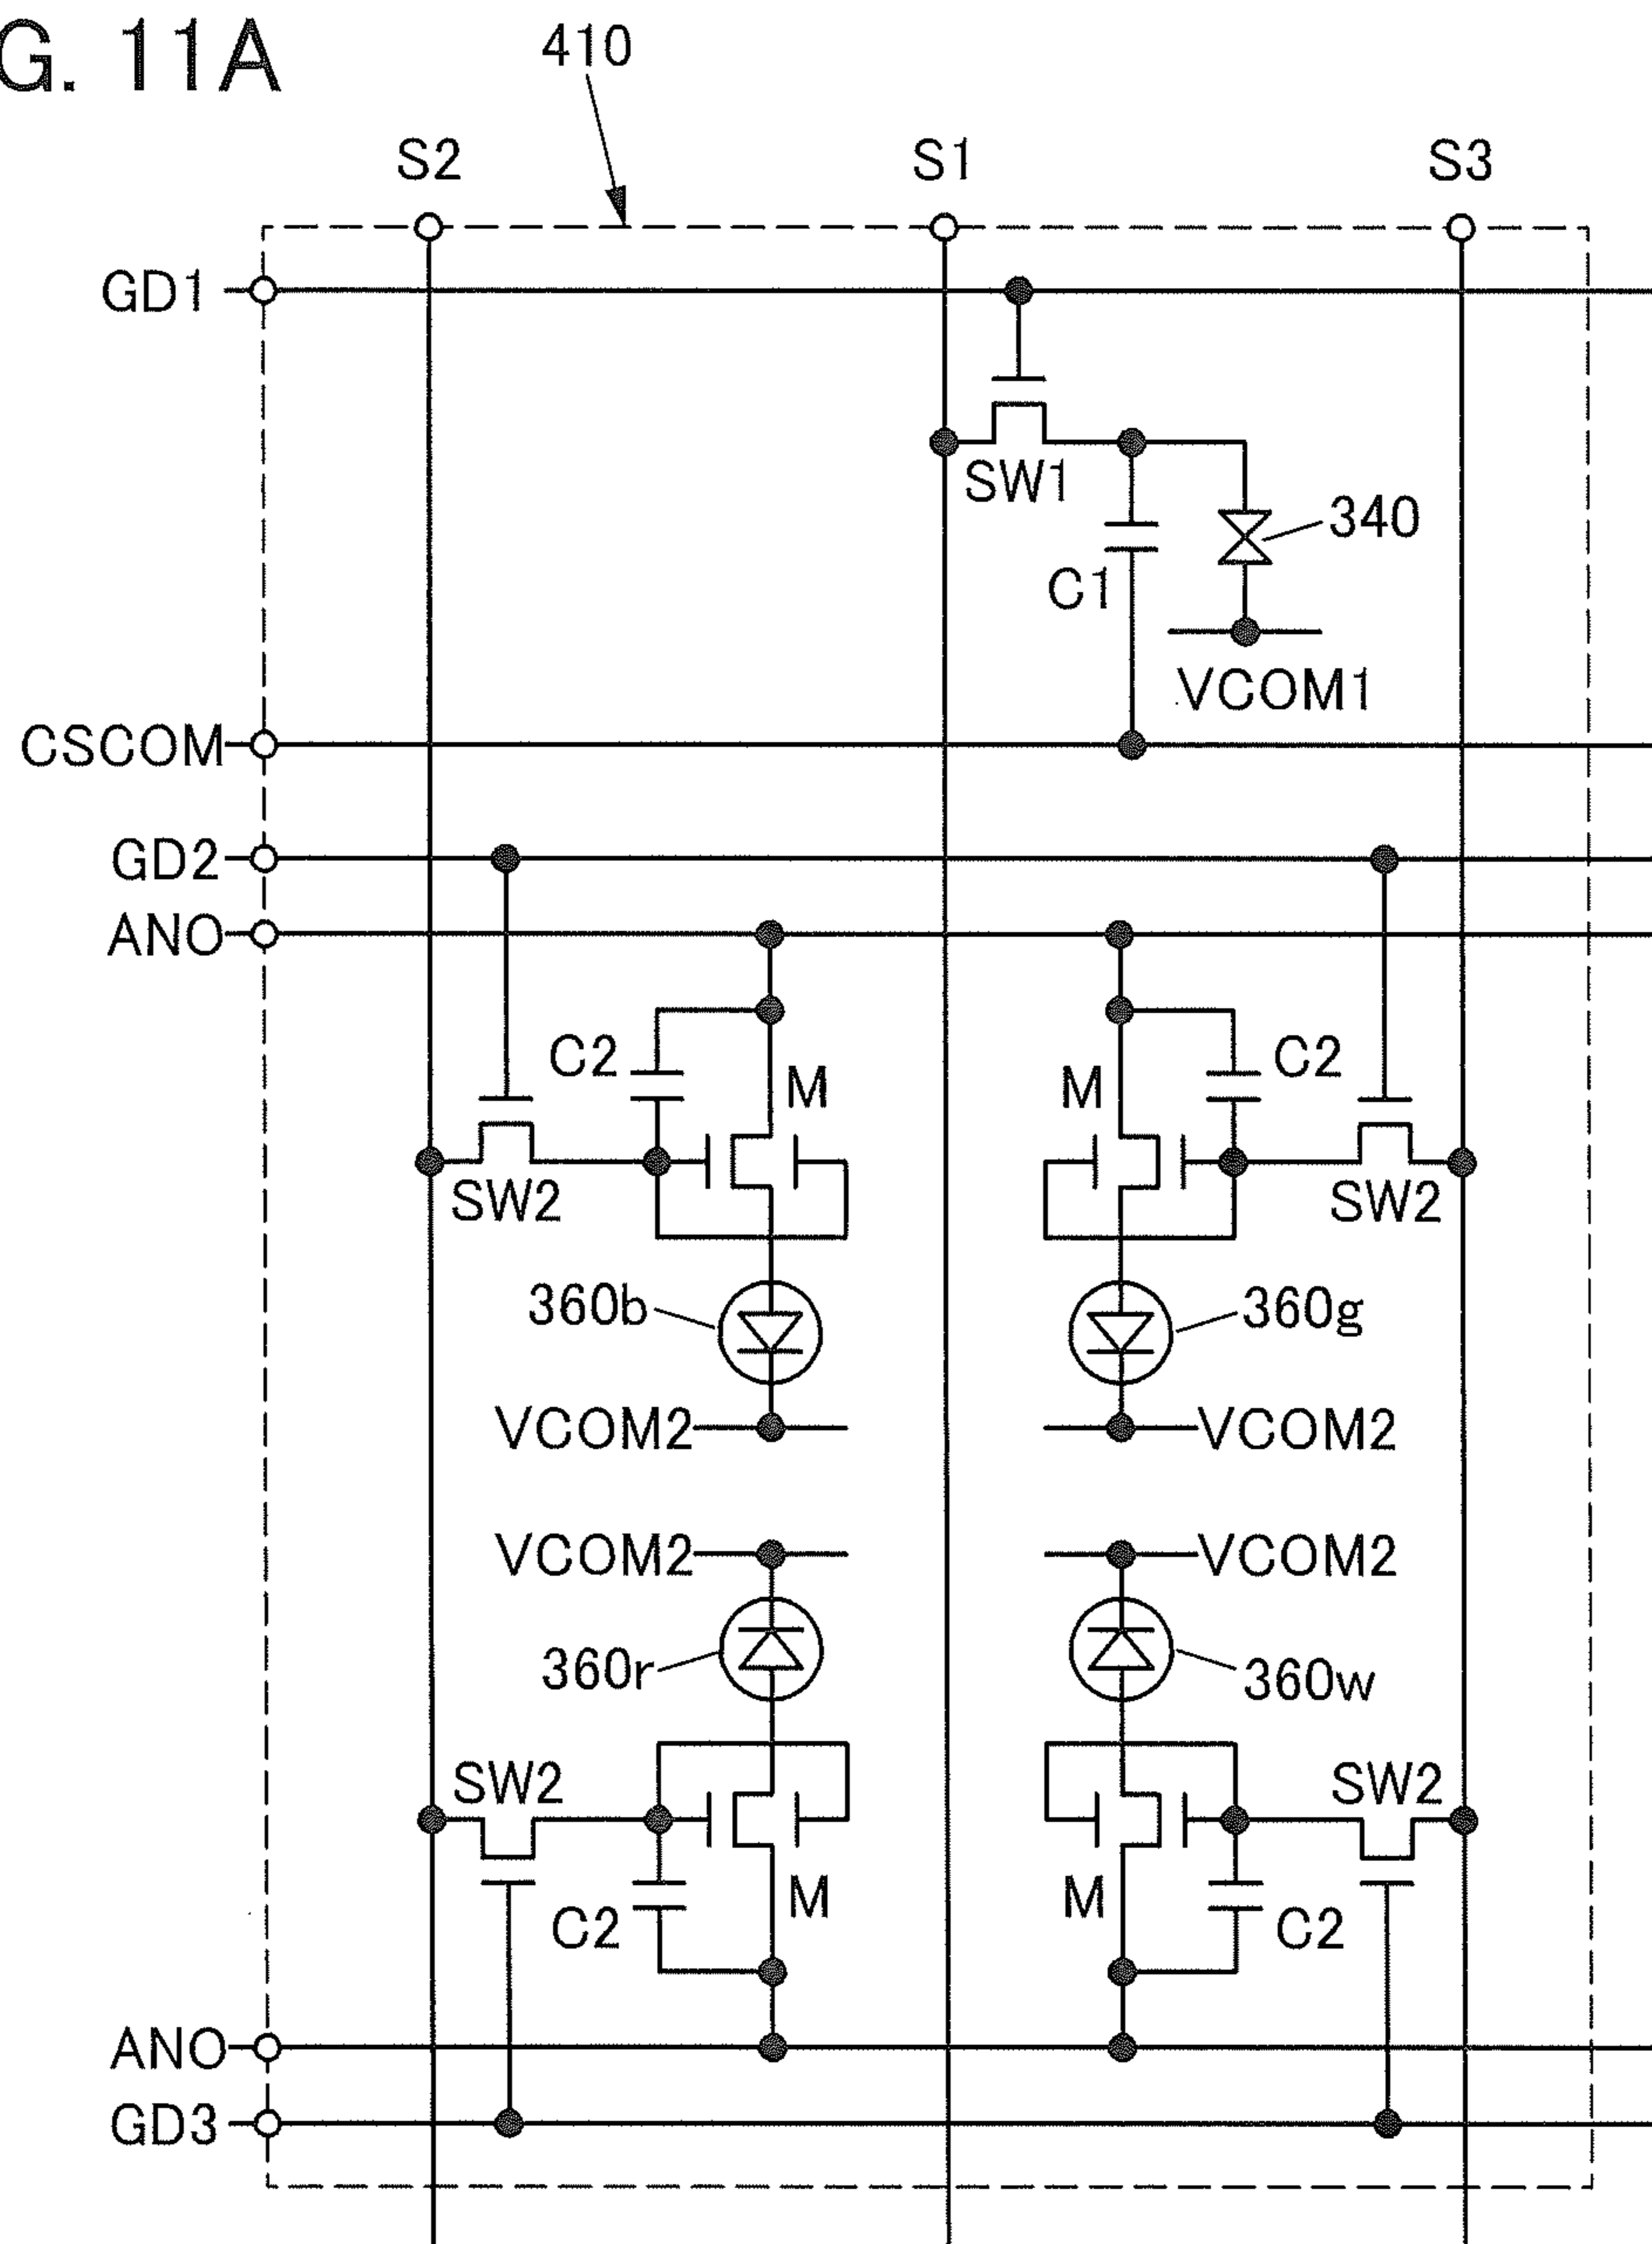 G. 11A
410
S2 S1 S3
GD1
SW1
340
C1
VCOM1
CSCOM
GD2
ANO
C2 M M C2
SW2 SW2
360b 360g
VCOM2 VCOM2
VCOM2 VCOM2
360r 360w
SW2 SW2
C2 M M C2
ANO
GD3